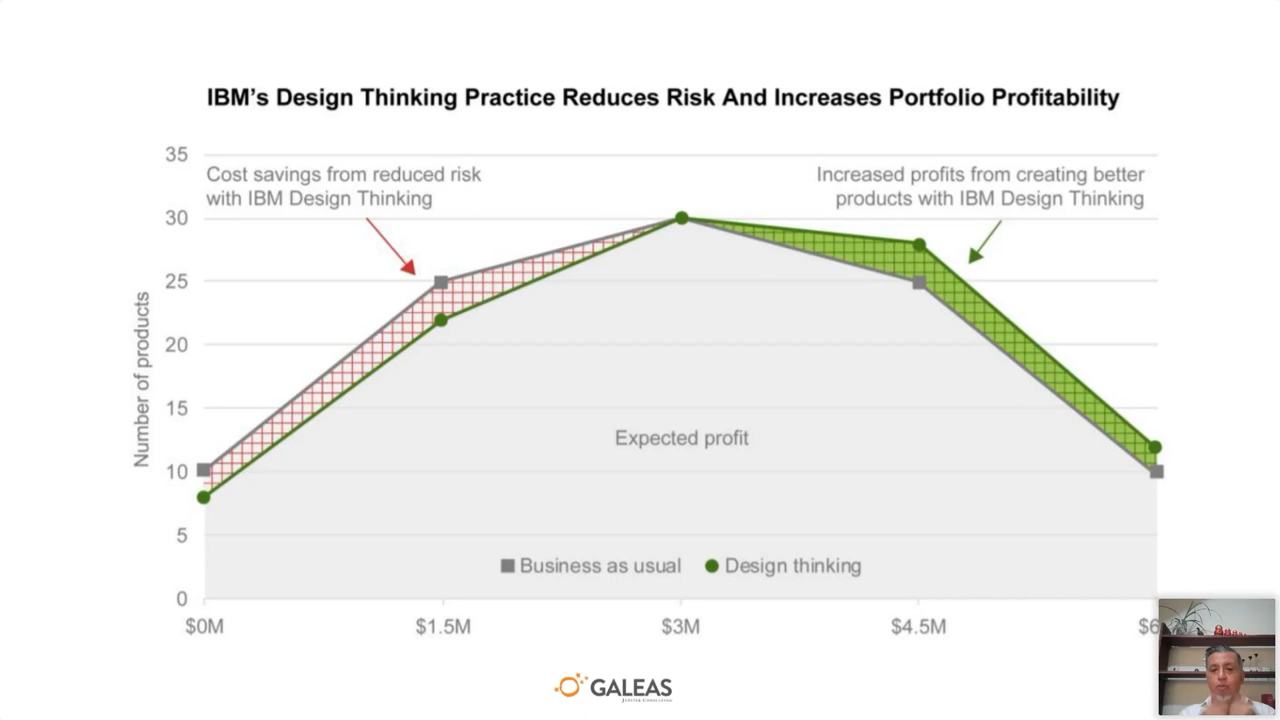 IBM’s Design Thinking Practice Reduces Risk And Increases Portfolio Profitability
35
Cost savings from reduced risk
with IBM Design Thinking
Increased profits from creating better
products with IBM Design Thinking
30
25
20
15
10
5
0
Number of products
Expected profit
Business as usual
Design thinking
$0M
$1.5M
$3M
$4.5M
$6
GALEAS